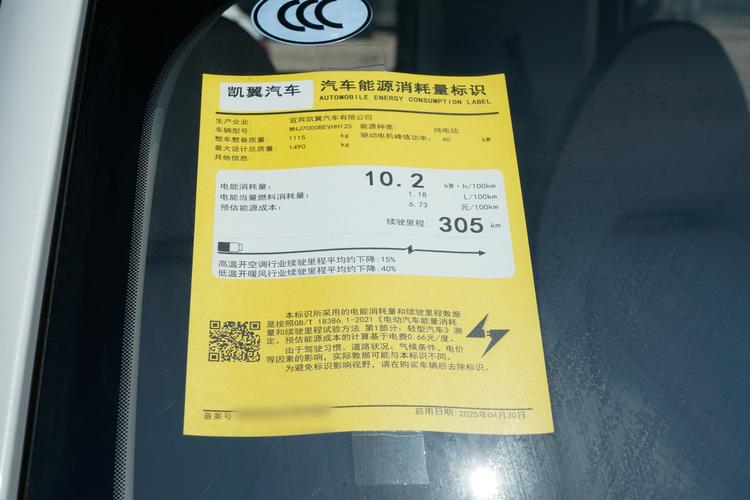 CCC
凯翼汽车
汽车能源消耗量标识
AUTOMOBILE ENERGY CONSUMPTION LABEL
生产企业: 宜宾凯翼汽车有限公司
车辆型号: WHJ7000BEVHH125 能源种类: 纯电动
整车整备质量: 1115 kg 驱动电机峰值功率: 40 kW
最大设计总质量: 1490 kg
其他信息:
电能消耗量: 10.2 kW·h/100km
电能当量燃料消耗量: 1.18 L/100km
预估能源成本: 6.73 元/100km
续驶里程: 305 km
高温开空调行业续驶里程平均约下降:15%
低温开暖风行业续驶里程平均约下降:40%
本标识所采用的电能消耗量和续驶里程数据
是按照GB/T 18386.1-2021《电动汽车能量消耗
量和续驶里程试验方法 第1部分: 轻型汽车》测
定。预估能源成本的计算基于电费0.66元/度。
由于驾驶习惯、道路状况、气候条件、电价
等因素的影响,实际数据可能与本标识不同。
为避免标识影响视野,请在购买车辆后去除标识。
备案号
启用日期: 2025年04月30日